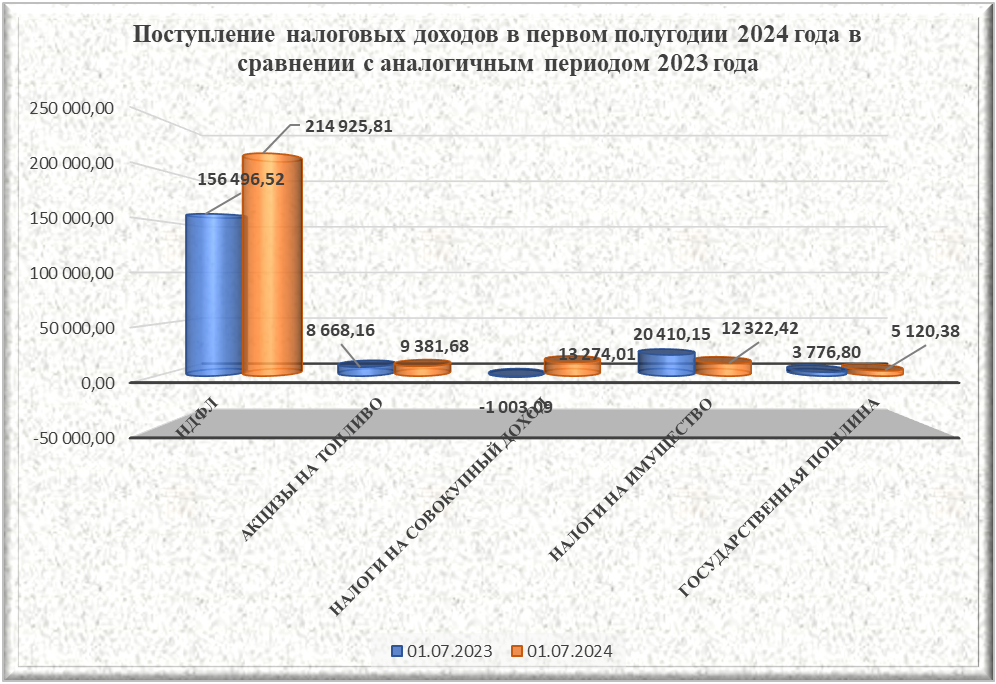 Поступление налоговых доходов в первом полугодии 2024 года в
сравнении с аналогичным периодом 2023 года
250 000,00
200 000,00
150 000,00
100 000,00
50 000,00
0,00
-50 000,00
156 496,52
214 925,81
8 668,16
9 381,68
-1 003,09
13 274,01
20 410,15
12 322,42
3 776,80
5 120,38
НДФЛ
АКЦИЗЫ НА ТОПЛИВО
НАЛОГИ НА СОВОКУПНЫЙ ДОХОД
НАЛОГИ НА ИМУЩЕСТВО
ГОСУДАРСТВЕННАЯ ПОШЛИНА
01.07.2023
01.07.2024